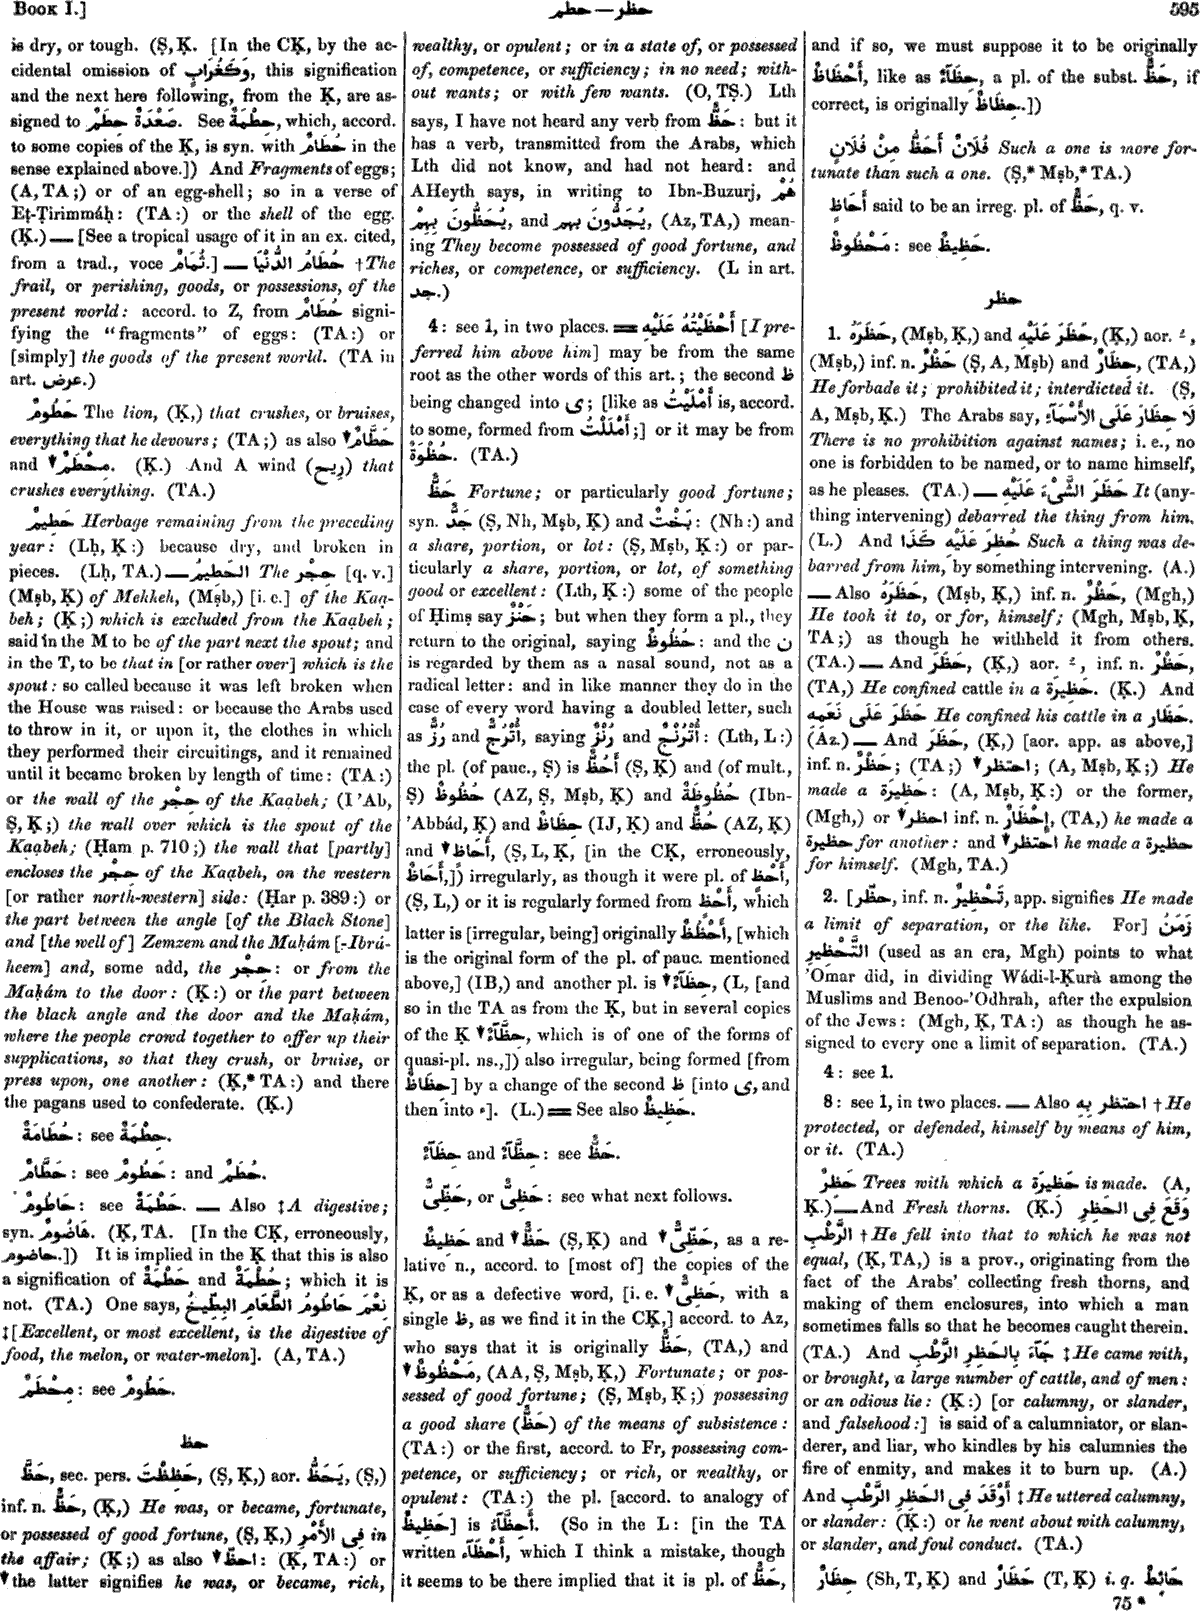 BOOK I.]
حطم — حظر
595
is dry, or tough. (Ṣ, Ḳ. [In the CḲ, by the ac-
cidental omission of وَكَغُرَابٍ, this signification
and the next here following, from the Ḳ, are as-
signed to صَعْدَةٌ حِطَمٌ. See حِطْمَةٌ, which, accord.
to some copies of the Ḳ, is syn. with حُطَامٌ in the
sense explained above.]) And Fragments of eggs;
(A, TA;) or of an egg-shell; so in a verse of
Eṭ-Ṭirimmáḥ: (TA:) or the shell of the egg.
(Ḳ.) — [See a tropical usage of it in an ex. cited,
from a trad., voce ثُمَامٌ.] — حُطَامُ الدُّنْيَا †The
frail, or perishing, goods, or possessions, of the
present world: accord. to Z, from حُطَامٌ signi-
fying the “fragments” of eggs: (TA:) or
[simply] the goods of the present world. (TA in
art. عرض.)
حَطُومٌ The lion, (Ḳ,) that crushes, or bruises,
everything that he devours; (TA;) as also ▼حَطَّامٌ
and ▼مِحْطَمٌ. (Ḳ.) And A wind (رِيح) that
crushes everything. (TA.)
حَطِيمٌ Herbage remaining from the preceding
year: (Lḥ, Ḳ:) because dry, and broken in
pieces. (Lḥ, TA.) — الحَطِيمُ The حِجْر [q. v.]
(Mṣb, Ḳ) of Mekkeh, (Mṣb,) [i. e.] of the Kaạ-
beh; (Ḳ;) which is excluded from the Kaạbeh;
said in the M to be of the part next the spout; and
in the T, to be that in [or rather over] which is the
spout: so called because it was left broken when
the House was raised: or because the Arabs used
to throw in it, or upon it, the clothes in which
they performed their circuitings, and it remained
until it became broken by length of time: (TA:)
or the wall of the حِجْر of the Kaạbeh; (I ’Ab,
Ṣ, Ḳ;) the wall over which is the spout of the
Kaạbeh; (Ḥam p. 710;) the wall that [partly]
encloses the حِجْر of the Kaạbeh, on the western
[or rather north-western] side: (Ḥar p. 389:) or
the part between the angle [of the Black Stone]
and [the well of] Zemzem and the Maḳám [-Ibrá-
heem] and, some add, the حِجْر: or from the
Maḳám to the door: (Ḳ:) or the part between
the black angle and the door and the Maḳám,
where the people crowd together to offer up their
supplications, so that they crush, or bruise, or
press upon, one another: (Ḳ,* TA:) and there
the pagans used to confederate. (Ḳ.)
حُطَامَةٌ: see حِطْمَةٌ.
حَطَّامٌ: see حَطُومٌ: and حُطَمٌ.
حَاطُومٌ: see حَطْمَةٌ. — Also ‡A digestive;
syn. هَاضُومٌ. (Ḳ, TA. [In the CḲ, erroneously,
حاضوم.]) It is implied in the Ḳ that this is also
a signification of حَطْمَةٌ and حُطْمَةٌ; which it is
not. (TA.) One says, نِعْمَ حَاطُومُ الطَّعَامِ البِطِّيخُ
‡[Excellent, or most excellent, is the digestive of
food, the melon, or water-melon]. (A, TA.)
مِحْطَمٌ: see حَطُومٌ.
حظ
حَظَّ, sec. pers. حَظِظْتَ, (Ṣ, Ḳ,) aor. يَحَظُّ, (Ṣ,)
inf. n. حَظٌّ, (Ḳ,) He was, or became, fortunate,
or possessed of good fortune, (Ṣ, Ḳ,) فِى الأَمْرِ in
the affair; (Ḳ;) as also ▼احظّ: (Ḳ, TA:) or
▼the latter signifies he was, or became, rich,
wealthy, or opulent; or in a state of, or possessed
of, competence, or sufficiency; in no need; with-
out wants; or with few wants. (O, TṢ.) Lth
says, I have not heard any verb from حَظٌّ: but it
has a verb, transmitted from the Arabs, which
Lth did not know, and had not heard: and
AHeyth says, in writing to Ibn-Buzurj, هُمْ
يُحَظُّونَ بِهِمْ, and يُجَدُّونَ بهم, (Az, TA,) mean-
ing They become possessed of good fortune, and
riches, or competence, or sufficiency. (L in art.
جد.)
4: see 1, in two places. = أَحْظَيْتُهُ عَلَيْهِ [I pre-
ferred him above him] may be from the same
root as the other words of this art.; the second ظ
being changed into ى; [like as أَمْلَيْتُ is, accord.
to some, formed from أَمْلَلْتُ;] or it may be from
حُظْوَةٌ. (TA.)
حَظٌّ Fortune; or particularly good fortune;
syn. جَدٌّ (Ṣ, Nh, Mṣb, Ḳ) and بَخْتٌ: (Nh:) and
a share, portion, or lot: (Ṣ, Mṣb, Ḳ:) or par-
ticularly a share, portion, or lot, of something
good or excellent: (Lth, Ḳ:) some of the people
of Ḥimṣ say حَنْظٌ; but when they form a pl., they
return to the original, saying حُظُوظٌ: and the ن
is regarded by them as a nasal sound, not as a
radical letter: and in like manner they do in the
case of every word having a doubled letter, such
as رُزٌّ and أُتْرُجٌّ, saying رُنْزٌ and أُتْرُنْجٌ: (Lth, L:)
the pl. (of pauc., Ṣ) is أَحُظٌّ (Ṣ, Ḳ) and (of mult.,
Ṣ) حُظُوظٌ (AZ, Ṣ, Mṣb, Ḳ) and حُظُوظَةٌ (Ibn-
’Abbád, Ḳ) and حِظَاظٌ (IJ, Ḳ) and حُظٌّ (AZ, Ḳ)
and ▼أَحَاظٍ, (Ṣ, L, Ḳ, [in the CḲ, erroneously,
أَحَاظٌ,]) irregularly, as though it were pl. of أَحْظٍ,
(Ṣ, L,) or it is regularly formed from أَحْظٍ, which
latter is [irregular, being] originally أَحْظُظٌ, [which
is the original form of the pl. of pauc. mentioned
above,] (IB,) and another pl. is ▼حِظَآءٌ, (L, [and
so in the TA as from the Ḳ, but in several copies
of the Ḳ ▼حُظَّآءٌ, which is of one of the forms of
quasi-pl. ns.,]) also irregular, being formed [from
حِظَاظٌ] by a change of the second ظ [into ى, and
then into ء]. (L.) = See also حَظِيظٌ.
حِظَآءٌ and حُظَّآءٌ: see حَظٌّ.
حَظِّىٌّ, or حَظِىٌّ: see what next follows.
حَظِيظٌ and ▼حَظٌّ (Ṣ, Ḳ) and ▼حَظِّىٌّ, as a re-
lative n., accord. to [most of] the copies of the
Ḳ, or as a defective word, [i. e. ▼حَظِىٌّ, with a
single ظ, as we find it in the CḲ,] accord. to Az,
who says that it is originally حَظٌّ, (TA,) and
▼مَحْظُوظٌ, (AA, Ṣ, Mṣb, Ḳ,) Fortunate; or pos-
sessed of good fortune; (Ṣ, Mṣb, Ḳ;) possessing
a good share (حَظّ) of the means of subsistence:
(TA:) or the first, accord. to Fr, possessing com-
petence, or sufficiency; or rich, or wealthy, or
opulent: (TA:) the pl. [accord. to analogy of
حَظِيظٌ] is أَحِظَّآءُ. (So in the L: [in the TA
written أَحْظَآء, which I think a mistake, though
it seems to be there implied that it is pl. of حَظٌّ,
and if so, we must suppose it to be originally
أَحْظَاظٌ, like as حِظَآءٌ, a pl. of the subst. حَظٌّ, if
correct, is originally حِظَاظٌ.])
فُلَانٌ أَحَظُّ مِنْ فُلَانٍ Such a one is more for-
tunate than such a one. (Ṣ,* Mṣb,* TA.)
أَحَاظٍ said to be an irreg. pl. of حَظٌّ, q. v.
مَحْظُوظٌ: see حَظِيظٌ.
حظر
1. حَظَرَهُ, (Mṣb, Ḳ,) and حَظَرَ عَلَيْهِ, (Ḳ,) aor. ـُ,
(Mṣb,) inf. n. حَظْرٌ (Ṣ, A, Mṣb) and حِظَارٌ, (TA,)
He forbade it; prohibited it; interdicted it. (Ṣ,
A, Mṣb, Ḳ.) The Arabs say, لَا حِظَارَ عَلَى الأَسْمَآءِ
There is no prohibition against names; i. e., no
one is forbidden to be named, or to name himself,
as he pleases. (TA.) — حَظَرَ الشَّىْءَ عَلَيْهِ It (any-
thing intervening) debarred the thing from him.
(L.) And حُظِرَ عَلَيْهِ كَذَا Such a thing was de-
barred from him, by something intervening. (A.)
— Also حَظَرَهُ, (Mṣb, Ḳ,) inf. n. حَظْرٌ, (Mgh,)
He took it to, or for, himself; (Mgh, Mṣb, Ḳ,
TA;) as though he withheld it from others.
(TA.) — And حَظَرَ, (Ḳ,) aor. ـُ, inf. n. حَظْرٌ,
(TA,) He confined cattle in a حَظِيرَة. (Ḳ.) And
حَظَرَ عَلَى نَعَمِهِ He confined his cattle in a حَظَار.
(Az.) — And حَظَرَ, (Ḳ,) [aor. app. as above,]
inf. n. حَظْرٌ; (TA;) ▼احتظر; (A, Mṣb, Ḳ;) He
made a حَظِيرَة: (A, Mṣb, Ḳ:) or the former,
(Mgh,) or ▼احظر inf. n. إِحْظَارٌ, (TA,) he made a
حظيرة for another: and ▼احتظر he made a حظيرة
for himself. (Mgh, TA.)
2. [حظّر, inf. n. تَحْظِيرٌ, app. signifies He made
a limit of separation, or the like. For] زَمَنُ
التَّحْظِيرِ (used as an era, Mgh) points to what
’Omar did, in dividing Wádi-l-Ḳurà among the
Muslims and Benoo-’Odhrah, after the expulsion
of the Jews: (Mgh, Ḳ, TA:) as though he as-
signed to every one a limit of separation. (TA.)
4: see 1.
8: see 1, in two places. — Also احتظر بِهِ †He
protected, or defended, himself by means of him,
or it. (TA.)
حَظِرٌ Trees with which a حَظِيرَة is made. (A,
Ḳ.) — And Fresh thorns. (Ḳ.) وَقَعَ فِى الحَظِرِ
الرَّطْبِ †He fell into that to which he was not
equal, (Ḳ, TA,) is a prov., originating from the
fact of the Arabs’ collecting fresh thorns, and
making of them enclosures, into which a man
sometimes falls so that he becomes caught therein.
(TA.) And جَآءَ بِالحَظِرِ الرَّطْبِ ‡He came with,
or brought, a large number of cattle, and of men:
or an odious lie: (Ḳ:) [or calumny, or slander,
and falsehood:] is said of a calumniator, or slan-
derer, and liar, who kindles by his calumnies the
fire of enmity, and makes it to burn up. (A.)
And أَوْقَدَ فِى الحَظِرِ الرَّطْبِ ‡He uttered calumny,
or slander: (Ḳ:) or he went about with calumny,
or slander, and foul conduct. (TA.)
حِظَارٌ (Sh, T, Ḳ) and حَظَارٌ (T, Ḳ) i. q. حَائِطٌ
75 *